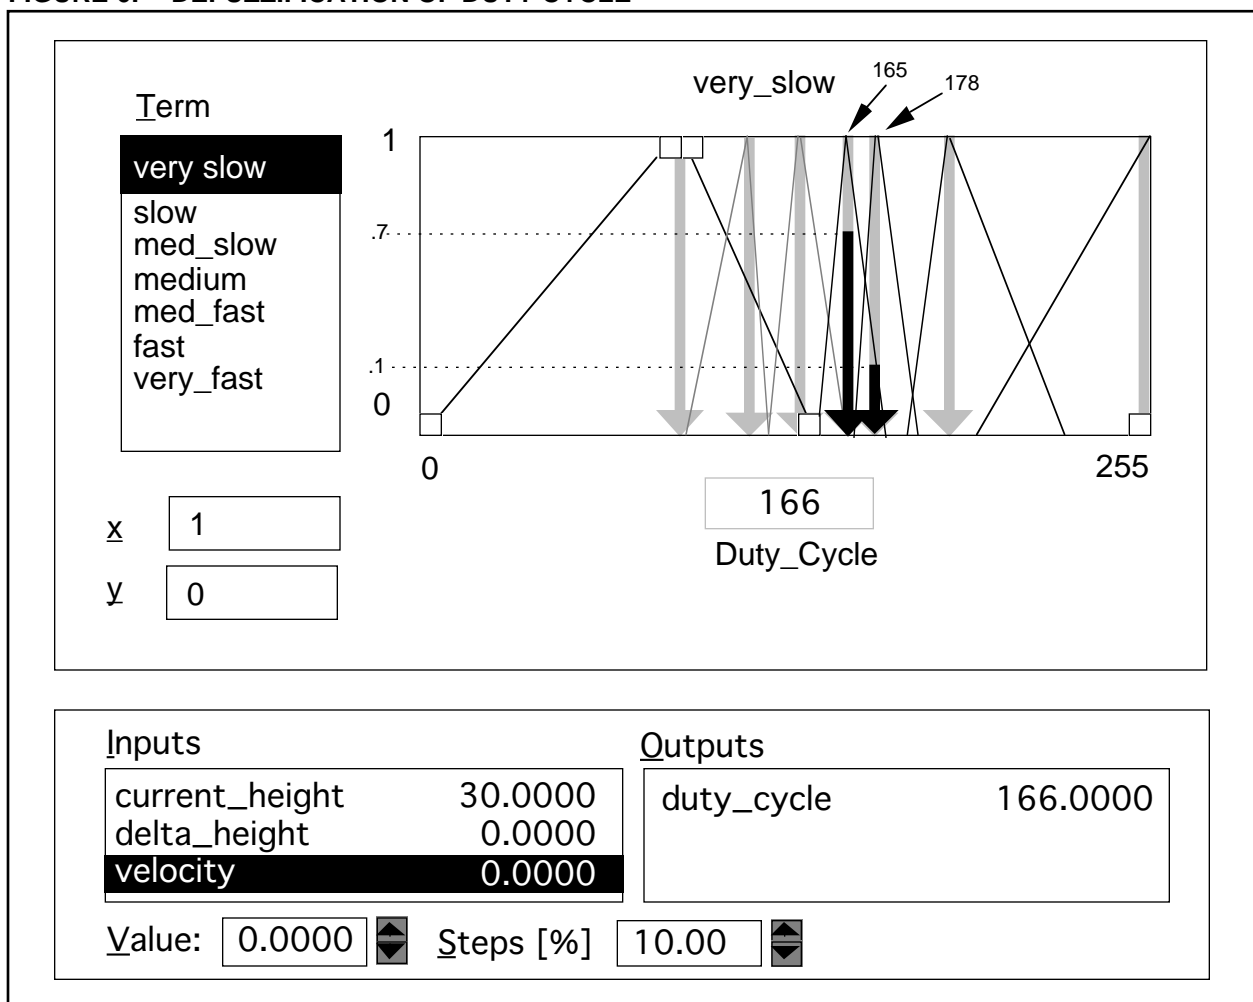 FIGURE 6: DEFUZZIFICATION OF DUTY CYCLE
very_slow
165
178
Term
very slow
slow
med_slow
medium
med_fast
fast
very_fast
1
.7
.1
0
0
255
166
Duty_Cycle
x 1
y 0
Inputs
current_height 30.0000
delta_height 0.0000
velocity 0.0000
Outputs
duty_cycle 166.0000
Value: 0.0000 Steps [%] 10.00